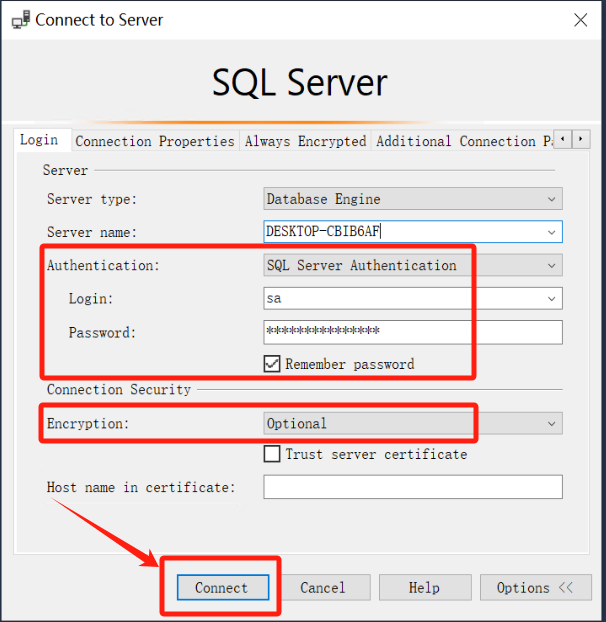 Connect to Server
SQL Server
Login Connection Properties Always Encrypted Additional Connection Pa
Server
Server type: Database Engine
Server name: DESKTOP-CBIB6AF
Authentication: SQL Server Authentication
Login: sa
Password: ***************
Remember password
Connection Security
Encryption: Optional
Trust server certificate
Host name in certificate:
Connect Cancel Help Options <<